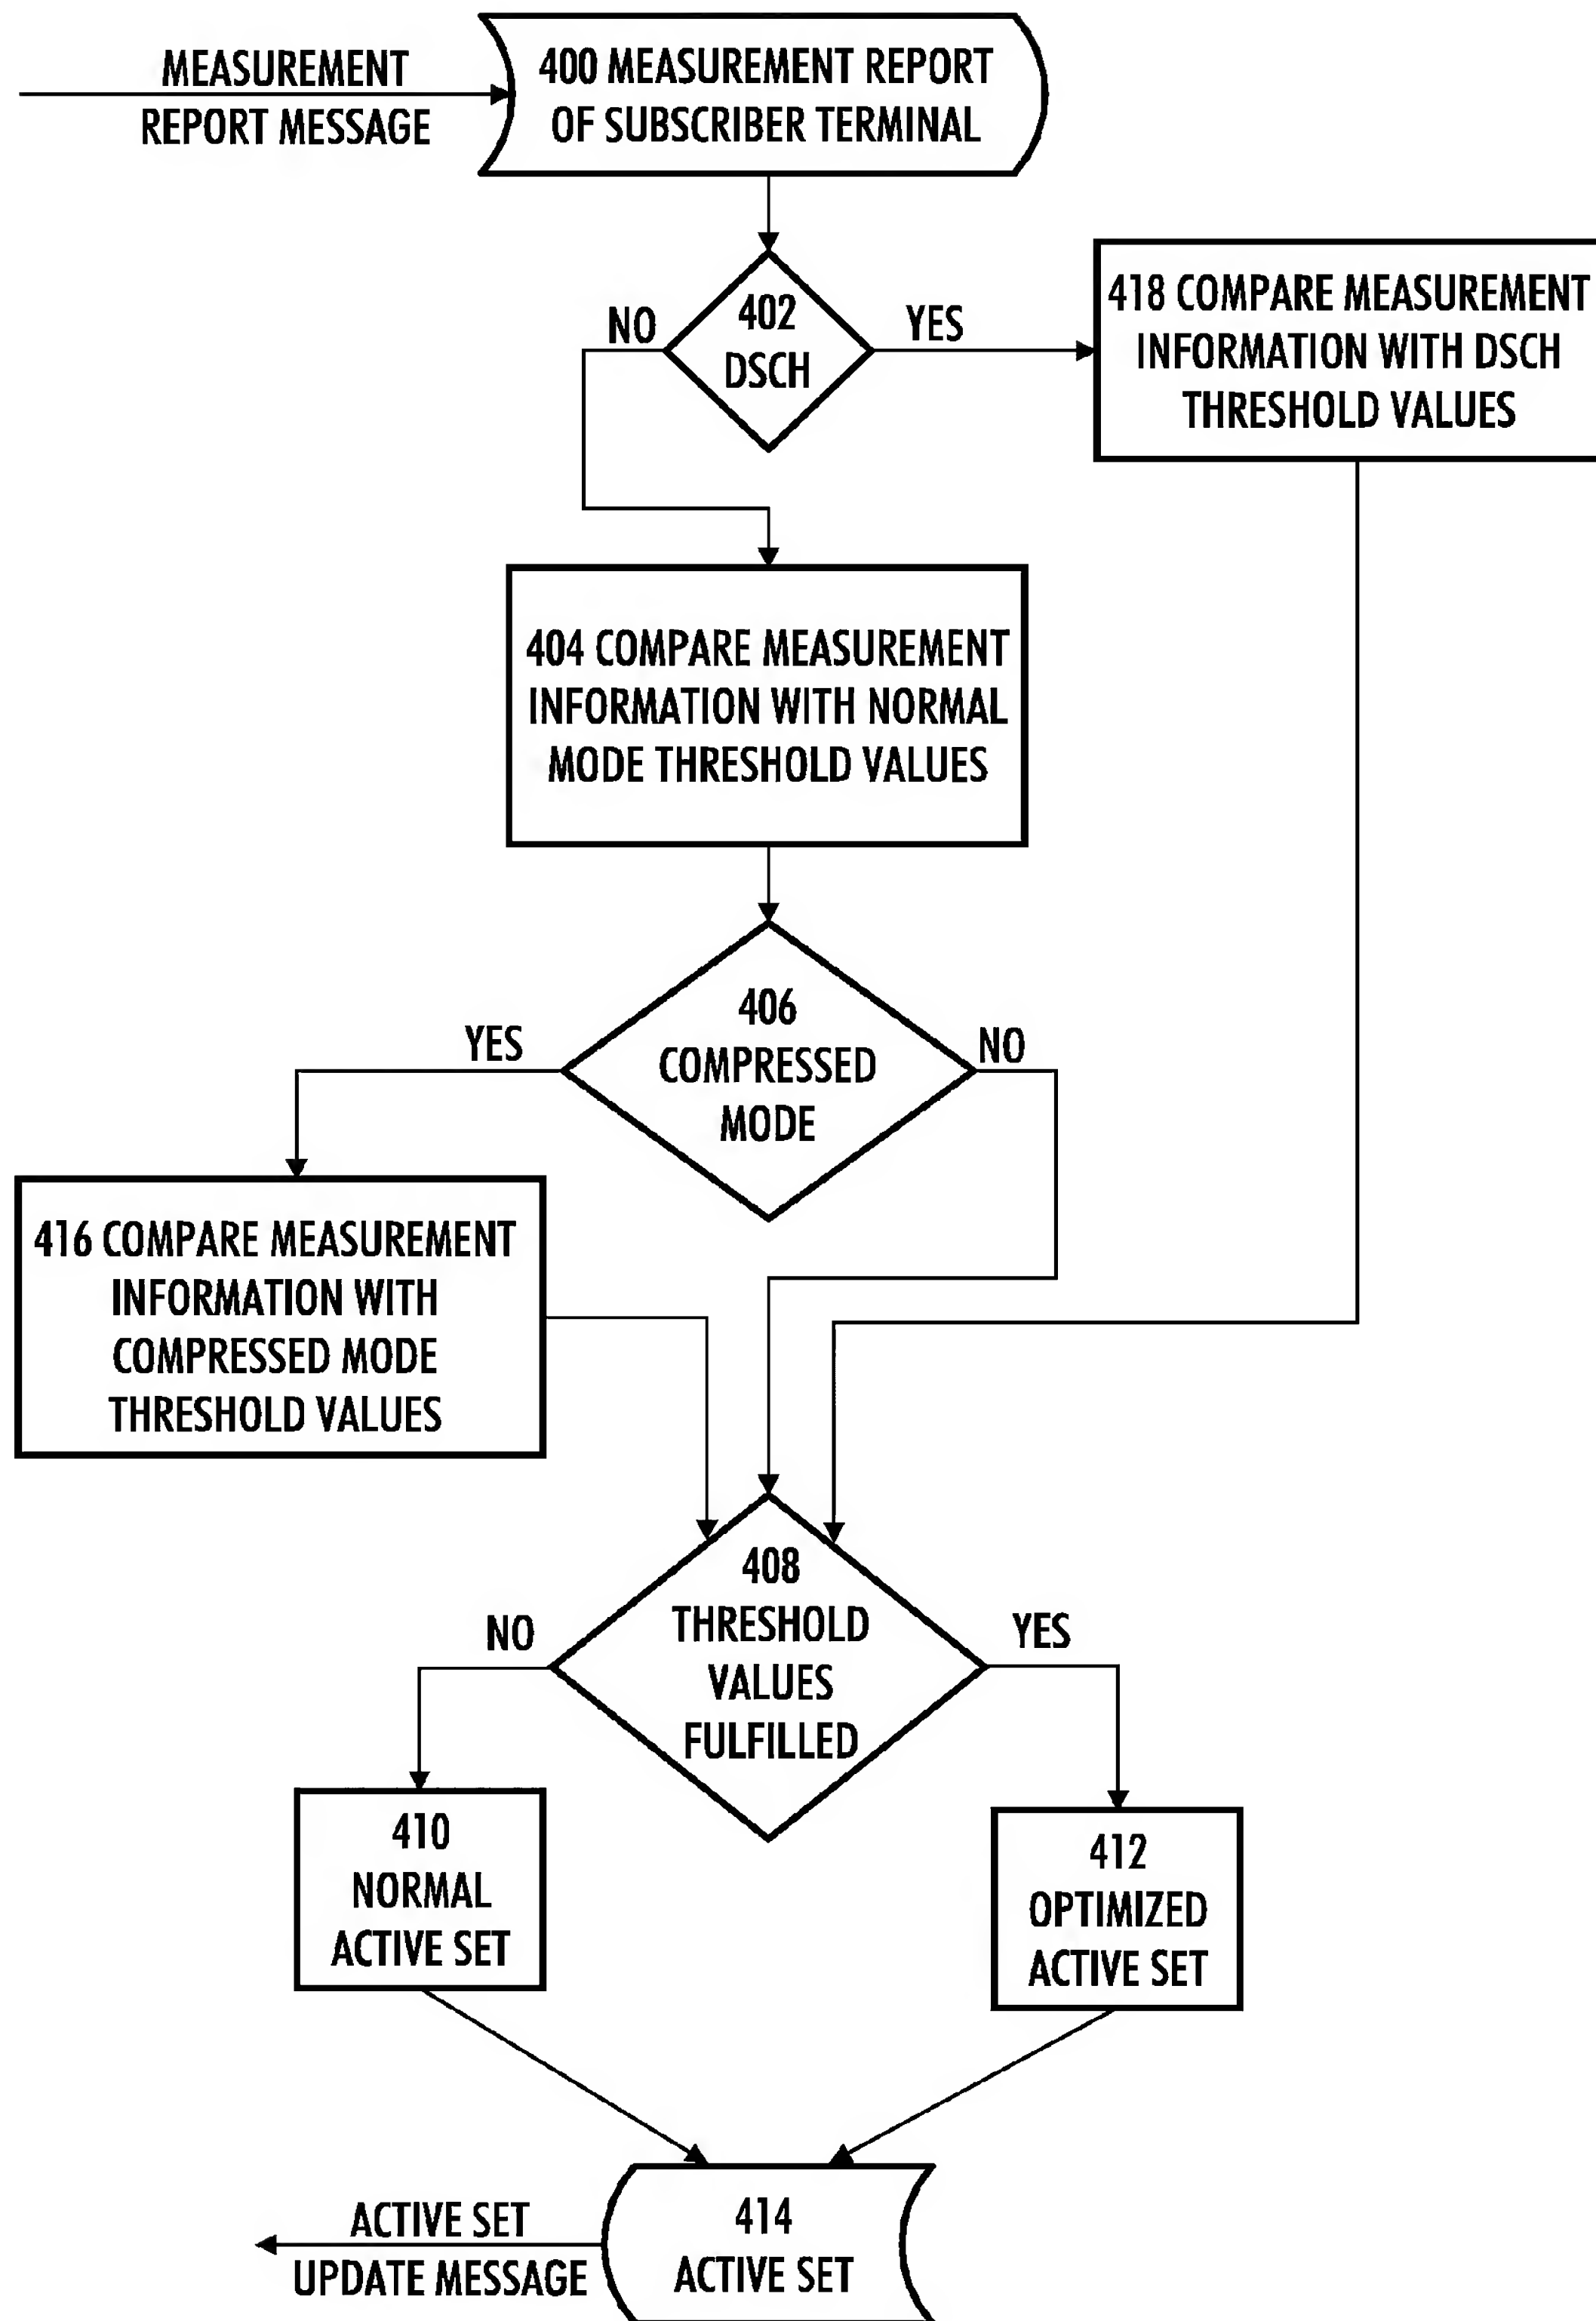 MEASUREMENT
REPORT MESSAGE
400 MEASUREMENT REPORT
OF SUBSCRIBER TERMINAL
NO
402
DSCH
YES
418 COMPARE MEASUREMENT
INFORMATION WITH DSCH
THRESHOLD VALUES
404 COMPARE MEASUREMENT
INFORMATION WITH NORMAL
MODE THRESHOLD VALUES
YES
406
COMPRESSED
MODE
NO
416 COMPARE MEASUREMENT
INFORMATION WITH
COMPRESSED MODE
THRESHOLD VALUES
NO
408
THRESHOLD
VALUES
FULFILLED
YES
410
NORMAL
ACTIVE SET
412
OPTIMIZED
ACTIVE SET
ACTIVE SET
UPDATE MESSAGE
414
ACTIVE SET